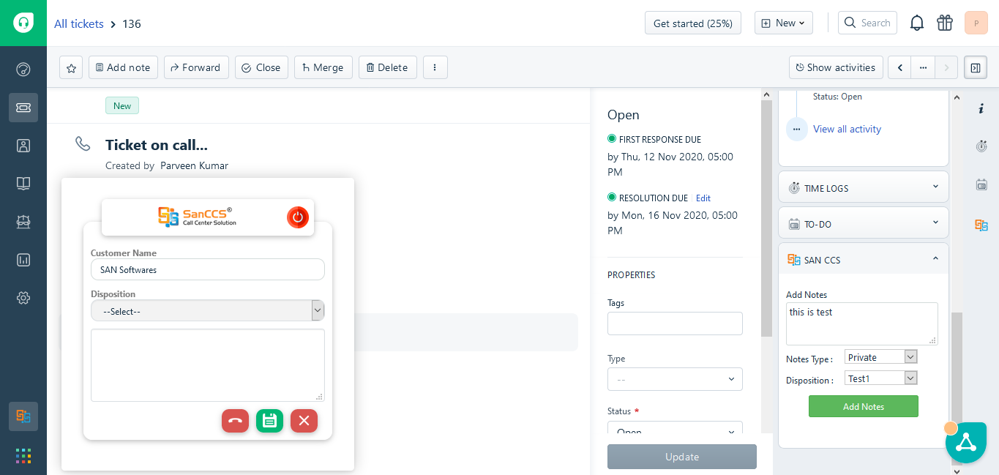 All tickets > 136
Get started (25%)
New
Search
P
Add note
Forward
Close
Merge
Delete
Show activities
New
Ticket on call...
Created by Parveen Kumar
SanCCS®
Call Center Solution
Customer Name
SAN Softwares
Disposition
--Select--
Open
FIRST RESPONSE DUE
by Thu, 12 Nov 2020, 05:00
PM
RESOLUTION DUE
Edit
by Mon, 16 Nov 2020, 05:00
PM
PROPERTIES
Tags
Type
--
Status *
Open
Update
Status: Open
View all activity
TIME LOGS
TO-DO
SAN CCS
Add Notes
this is test
Notes Type :
Private
Disposition :
Test1
Add Notes